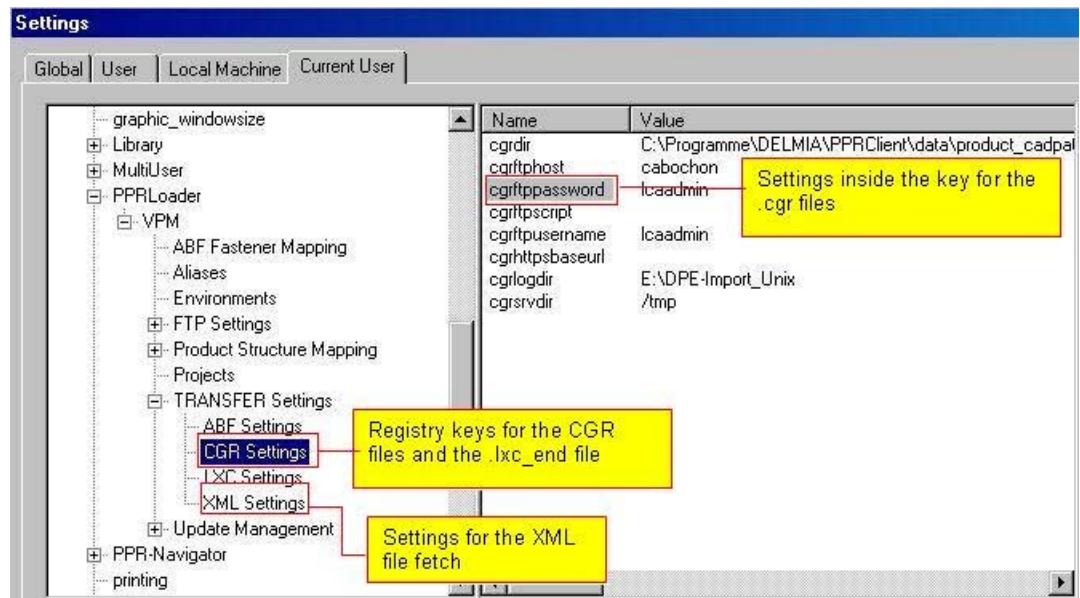 Settings
Global User Local Machine Current User
graphic_windowsize
Library
MultiUser
PPRLoader
VPM
ABF Fastener Mapping
Aliases
Environments
FTP Settings
Product Structure Mapping
Projects
TRANSFER Settings
ABF Settings
CGR Settings
LXC Settings
XML Settings
Update Management
PPR-Navigator
printing
Name Value
cgrdir C:\Programme\DELMIA\PPRClient\data\product_cadpal
cgrftphost cabochon
cgrftppassword lcaadmin
cgrftpscript
cgrftpusername lcaadmin
cgrhttpsbaseurl
cgrlogdir E:\DPE-Import_Unix
cgrsrvdir /tmp
Settings inside the key for the
.cgr files
Registry keys for the CGR
files and the .lxc_end file
Settings for the XML
file fetch